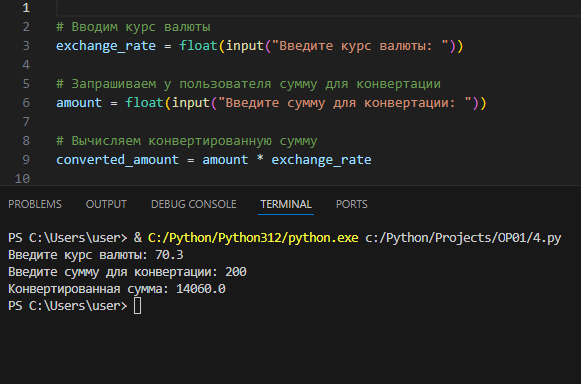 1
2 # Вводим курс валюты
3 exchange_rate = float(input("Введите курс валюты: "))
4
5 # Запрашиваем у пользователя сумму для конвертации
6 amount = float(input("Введите сумму для конвертации: "))
7
8 # Вычисляем конвертированную сумму
9 converted_amount = amount * exchange_rate
10
PROBLEMS OUTPUT DEBUG CONSOLE TERMINAL PORTS
PS C:\Users\user> & C:/Python/Python312/python.exe c:/Python/Projects/OP01/4.py
Введите курс валюты: 70.3
Введите сумму для конвертации: 200
Конвертированная сумма: 14060.0
PS C:\Users\user>